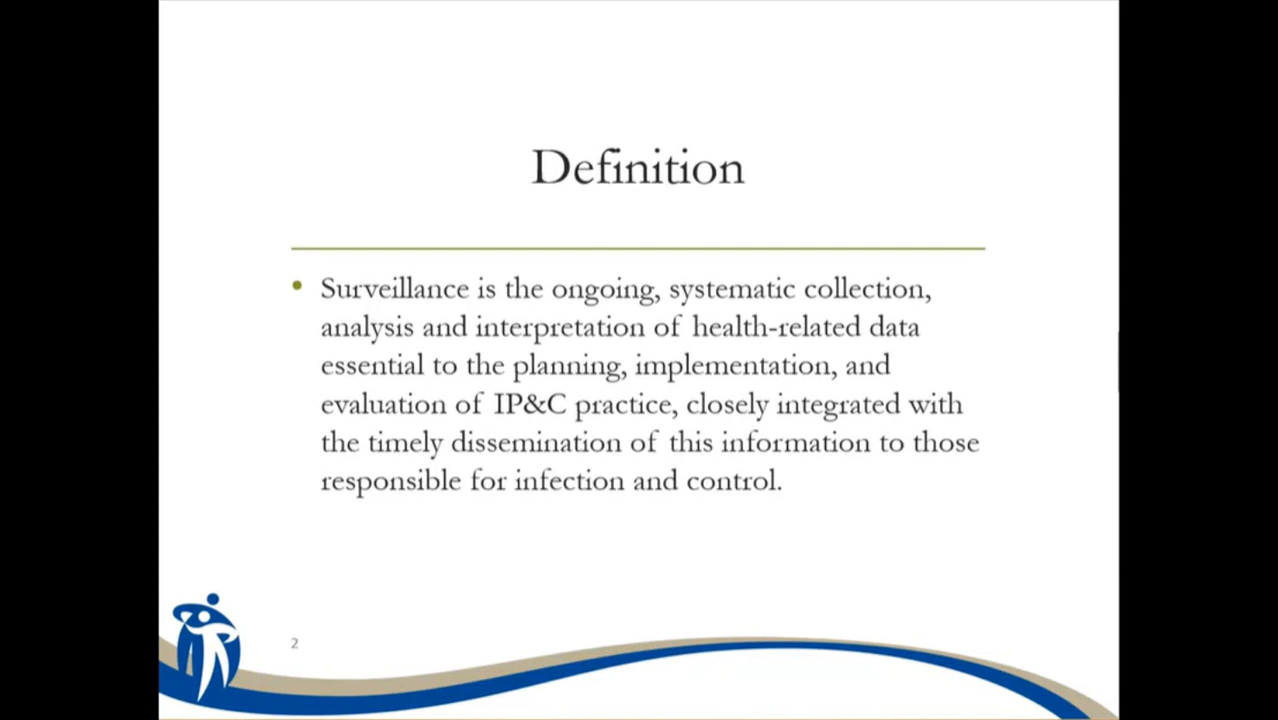 Definition
• Surveillance is the ongoing, systematic collection,
analysis and interpretation of health-related data
essential to the planning, implementation, and
evaluation of IP&C practice, closely integrated with
the timely dissemination of this information to those
responsible for infection and control.
2